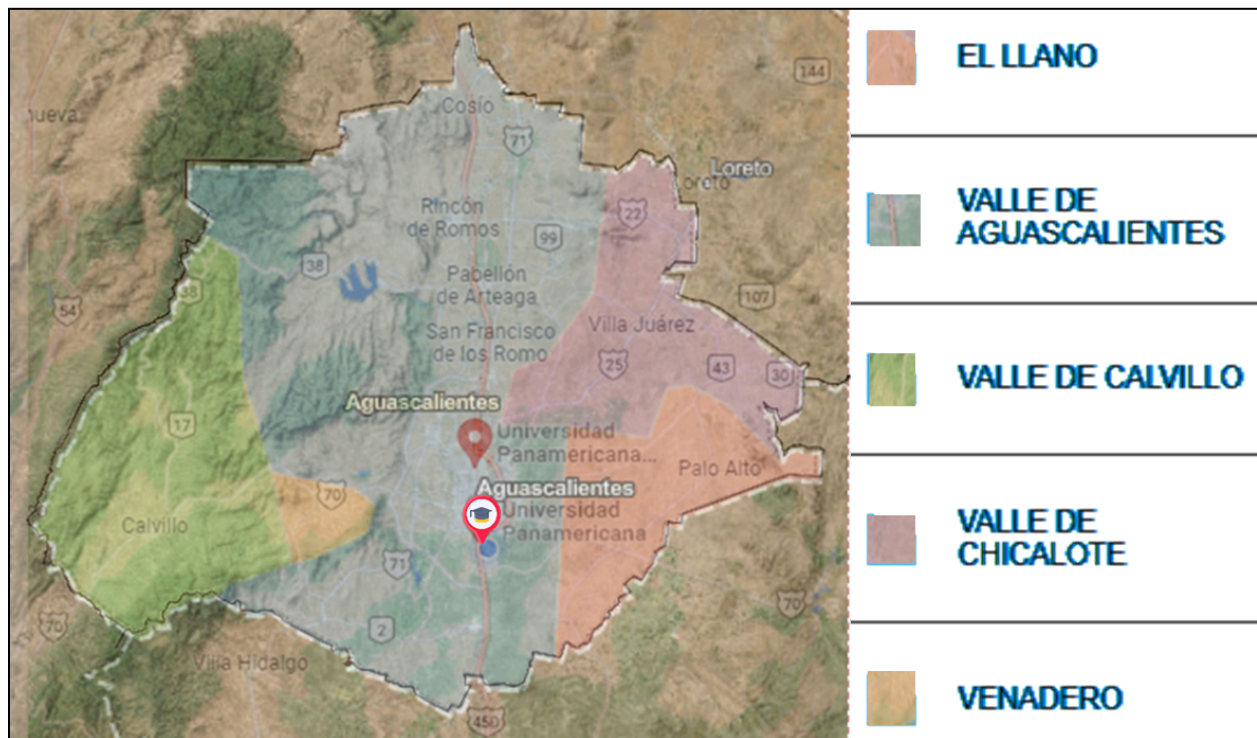 Cosío
144
nueva
71
Loreto
Loreto
22
Rincón
de Romos
99
38
Pabellón
de Arteaga
38
107
54
San Francisco
de los Romo
Villa Juárez
25
43
30
Aguascalientes
17
Universidad
Panamericana...
Palo Alto
Aguascalientes
70
Universidad
Panamericana
Calvillo
71
70
70
2
Villa Hidalgo
450
EL LLANO
VALLE DE
AGUASCALIENTES
VALLE DE CALVILLO
VALLE DE
CHICALOTE
VENADERO